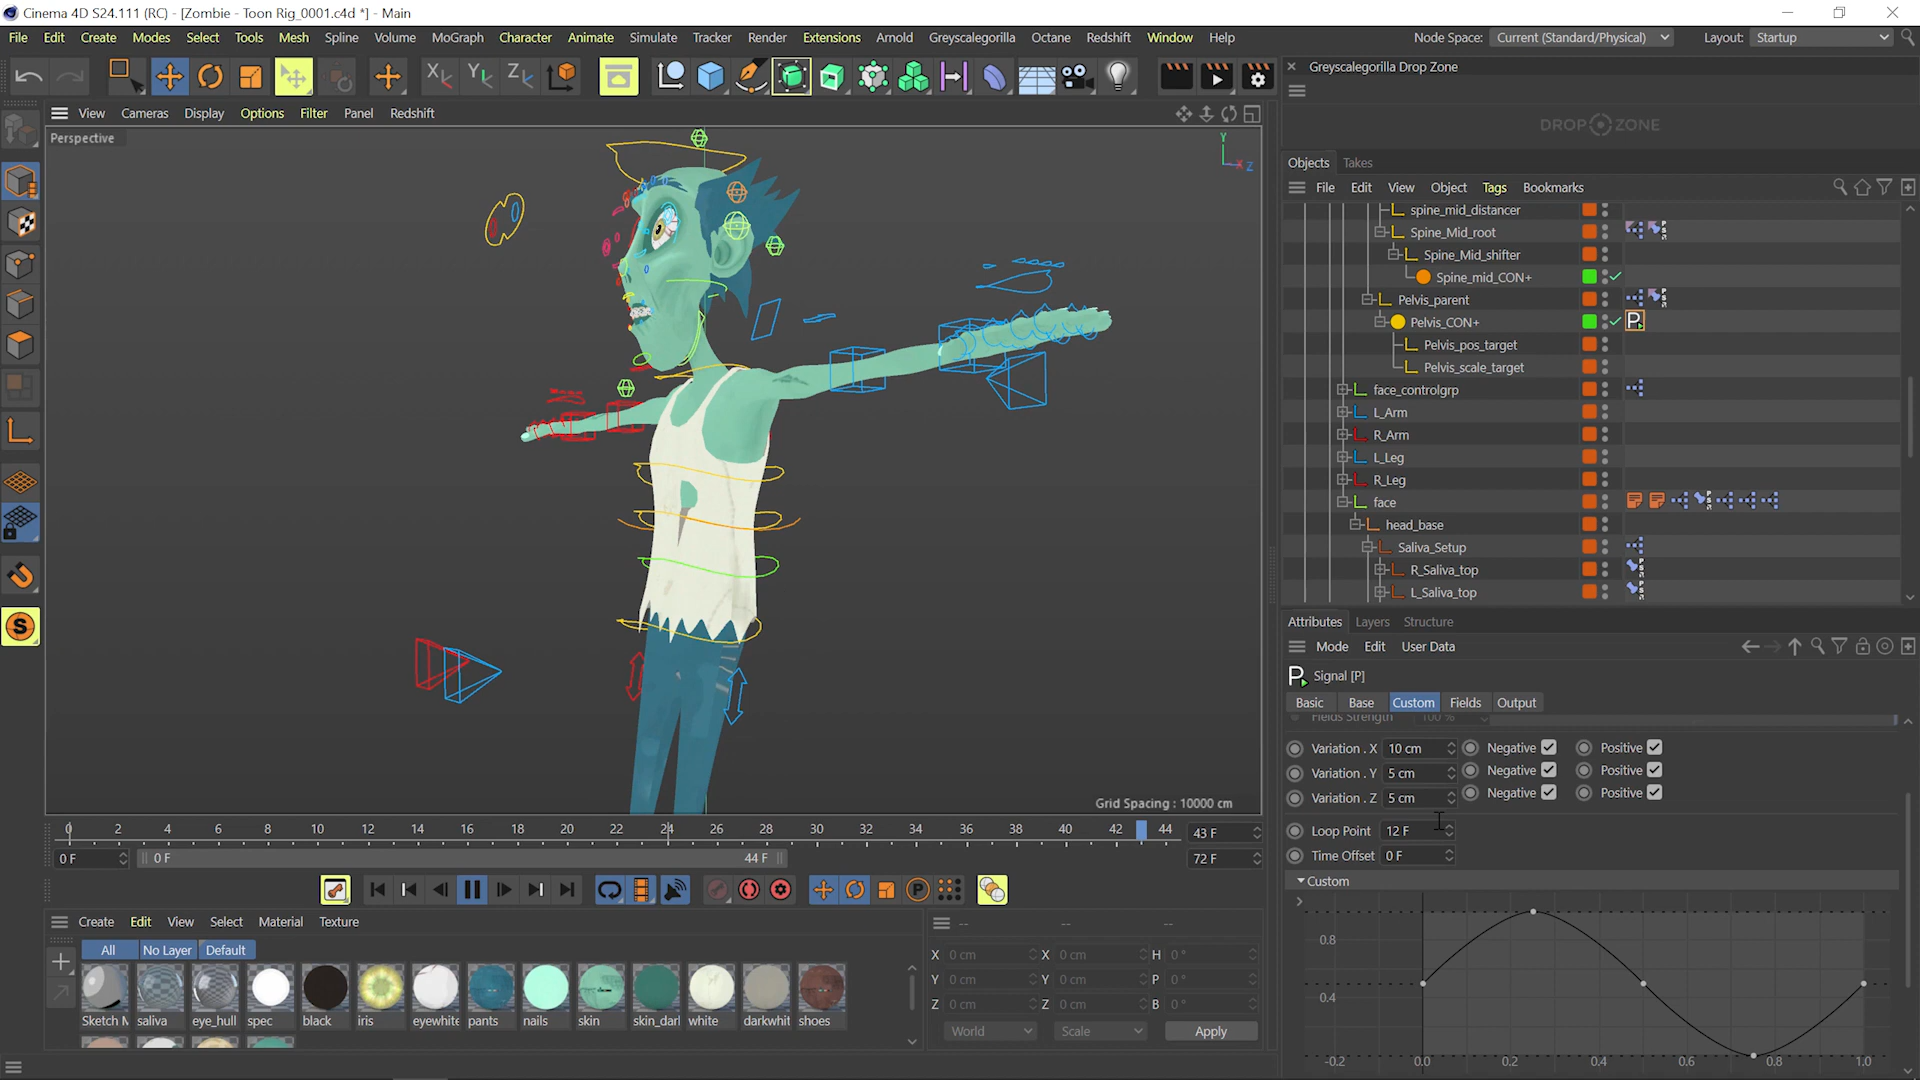 Cinema 4D S24.111 (RC) - [Zombie - Toon Rig_0001.c4d *] - Main
File Edit Create Modes Select Tools Mesh Spline Volume MoGraph Character Animate Simulate Tracker Render Extensions Arnold Greyscalegorilla Octane Redshift Window Help Node Space: Current (Standard/Physical) Layout: Startup
X Y Z
Greyscalegorilla Drop Zone
View Cameras Display Options Filter Panel Redshift
Perspective
Y
X Z
DROP ZONE
Objects Takes
File Edit View Object Tags Bookmarks
spine_mid_distancer
Spine_Mid_root
Spine_Mid_shifter
Spine_mid_CON+
Pelvis_parent
Pelvis_CON+
Pelvis_pos_target
Pelvis_scale_target
face_controlgrp
L_Arm
R_Arm
L_Leg
R_Leg
face
head_base
Saliva_Setup
R_Saliva_top
L_Saliva_top
Attributes Layers Structure
Mode Edit User Data
Signal [P]
Basic Base Custom Fields Output
Fields Strength 100 %
Variation . X 10 cm Negative Positive
Variation . Y 5 cm Negative Positive
Variation . Z 5 cm Negative Positive
Loop Point 12 F
Time Offset 0 F
Custom
0.8
0.4
-0.2 0.0 0.2 0.4 0.6 0.8 1.0
Grid Spacing : 10000 cm
0 2 4 6 8 10 12 14 16 18 20 22 24 26 28 30 32 34 36 38 40 42 44 43 F
0 F 0 F 44 F 72 F
Create Edit View Select Material Texture
All No Layer Default
Sketch M saliva eye_hull spec black iris eyewhite pants nails skin skin_dark white darkwhit shoes
-- -- --
X 0 cm X 0 cm H 0 °
Y 0 cm Y 0 cm P 0 °
Z 0 cm Z 0 cm B 0 °
World Scale Apply